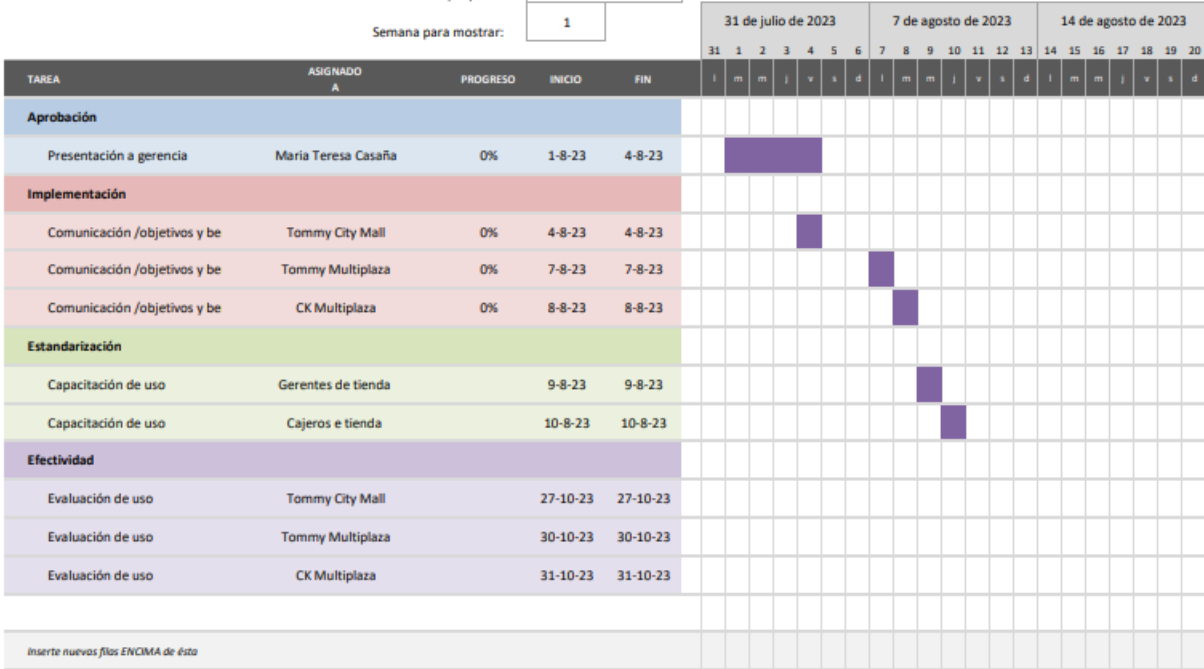 Semana para mostrar: 1
31 de julio de 2023 7 de agosto de 2023 14 de agosto de 2023
31 1 2 3 4 5 6 7 8 9 10 11 12 13 14 15 16 17 18 19 20
TAREA ASIGNADO A PROGRESO INICIO FIN l m m j v s d l m m j v s d l m m j v s d
Aprobación
Presentación a gerencia Maria Teresa Casaña 0% 1-8-23 4-8-23
Implementación
Comunicación /objetivos y be Tommy City Mall 0% 4-8-23 4-8-23
Comunicación /objetivos y be Tommy Multiplaza 0% 7-8-23 7-8-23
Comunicación /objetivos y be CK Multiplaza 0% 8-8-23 8-8-23
Estandarización
Capacitación de uso Gerentes de tienda 9-8-23 9-8-23
Capacitación de uso Cajeros e tienda 10-8-23 10-8-23
Efectividad
Evaluación de uso Tommy City Mall 27-10-23 27-10-23
Evaluación de uso Tommy Multiplaza 30-10-23 30-10-23
Evaluación de uso CK Multiplaza 31-10-23 31-10-23
Inserte nuevas filas ENCIMA de ésta